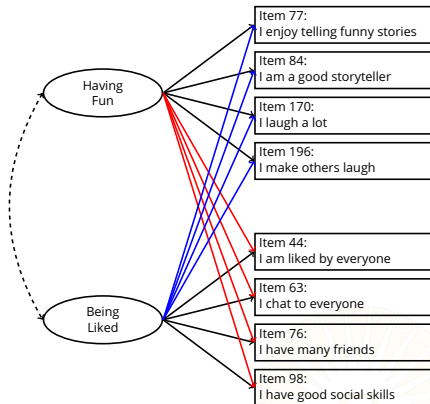 Item 77:
I enjoy telling funny stories
Item 84:
I am a good storyteller
Having
Fun
Item 170:
I laugh a lot
Item 196:
I make others laugh
Item 44:
I am liked by everyone
Item 63:
I chat to everyone
Being
Liked
Item 76:
I have many friends
Item 98:
I have good social skills